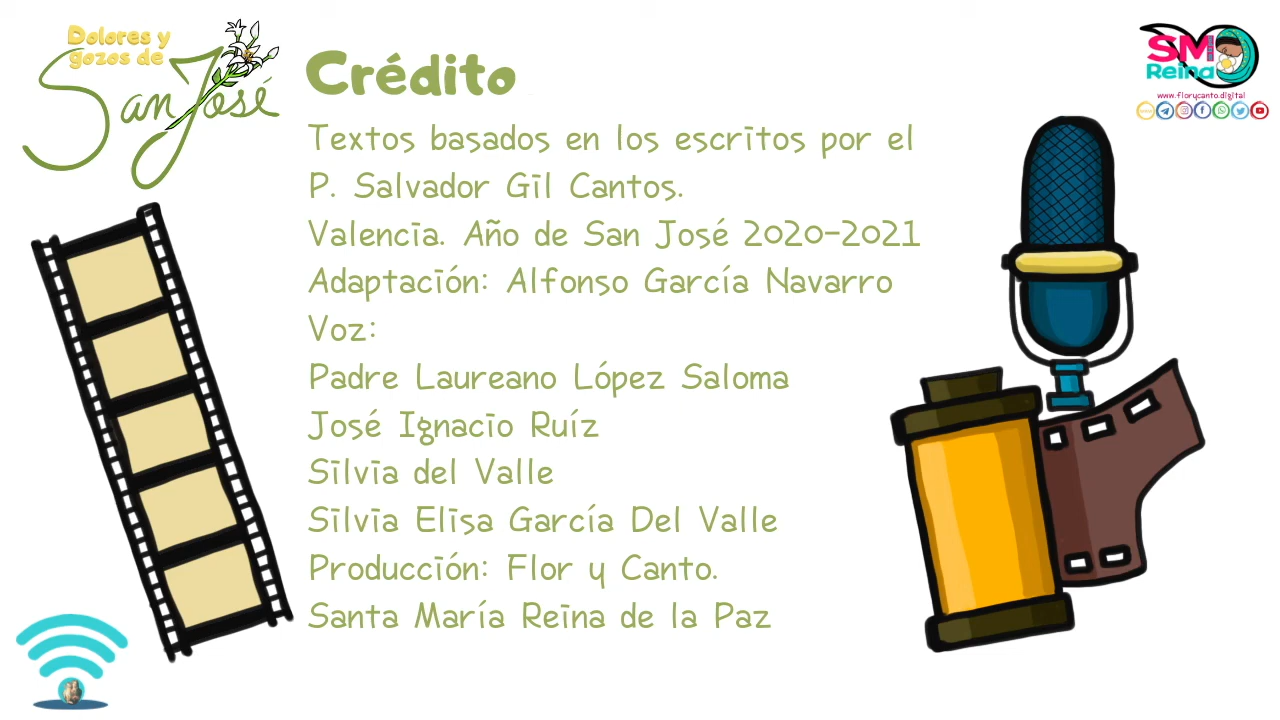 Dolores y
gozos de
San José
Crédito
Textos basados en los escritos por el
P. Salvador Gil Cantos.
Valencia. Año de San José 2020-2021
Adaptación: Alfonso García Navarro
Voz:
Padre Laureano López Saloma
José Ignacio Ruíz
Silvia del Valle
Silvia Elisa García Del Valle
Producción: Flor y Canto.
Santa María Reina de la Paz
SM
Reina
www.florycanto.digital